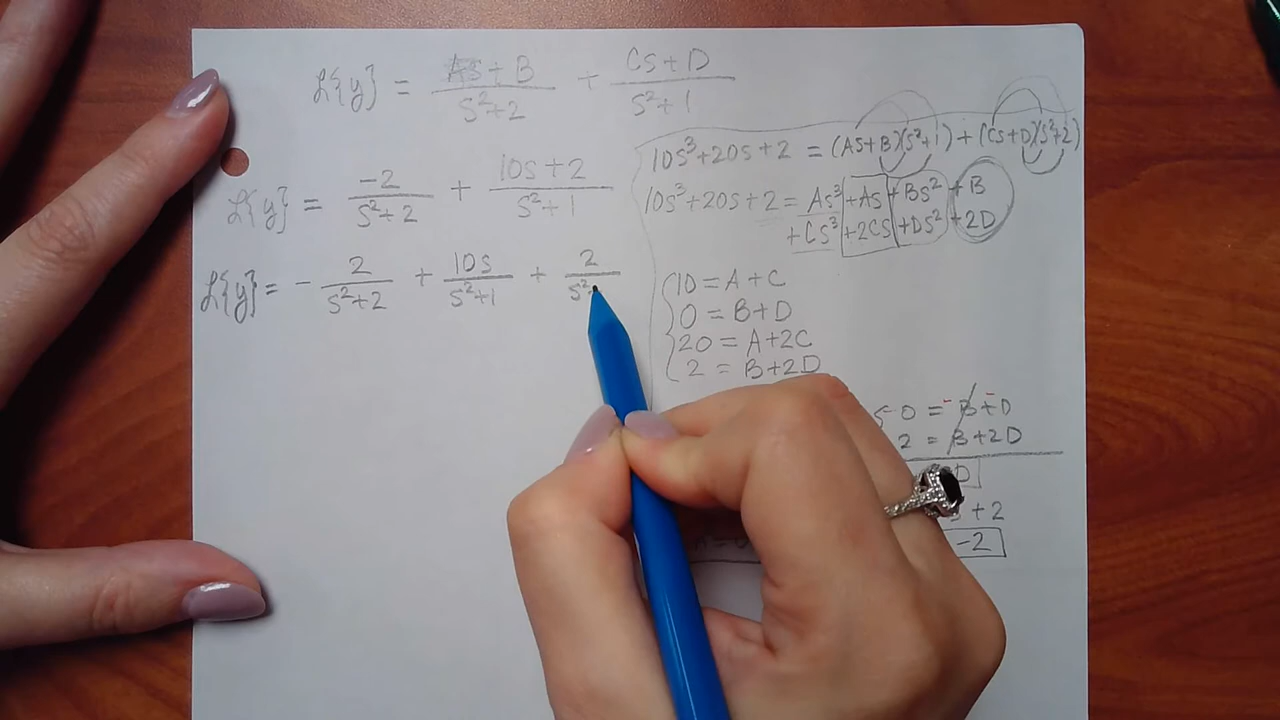 ℒ{y} = As + B / s² + 2 + Cs + D / s² + 1
10s³ + 20s + 2 = (As + B)(s² + 1) + (Cs + D)(s² + 2)
ℒ{y} = -2 / s² + 2 + 10s + 2 / s² + 1
10s³ + 20s + 2 = As³ + As + Bs² + B
+ Cs³ + 2Cs + Ds² + 2D
ℒ{y} = - 2 / s² + 2 + 10s / s² + 1 + 2 / s²
10 = A + C
0 = B + D
20 = A + 2C
2 = B + 2D
0 = - B + - D
2 = B + 2D
D
+ 2
-2